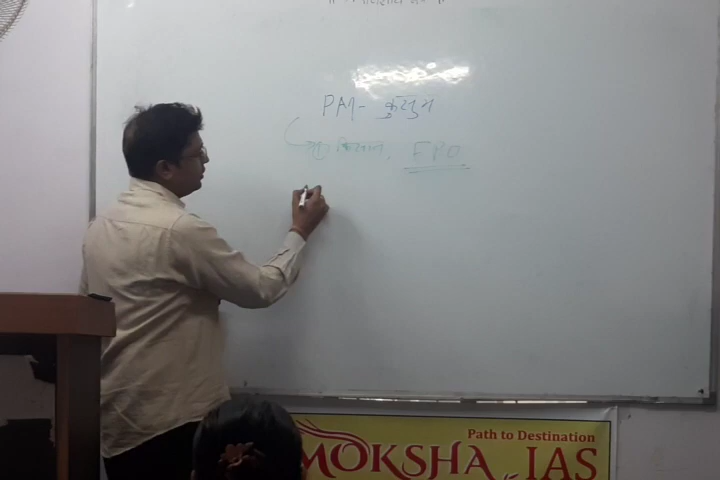 PM - कुसुम
किसान, FPO
Path to Destination
MOKSHA IAS